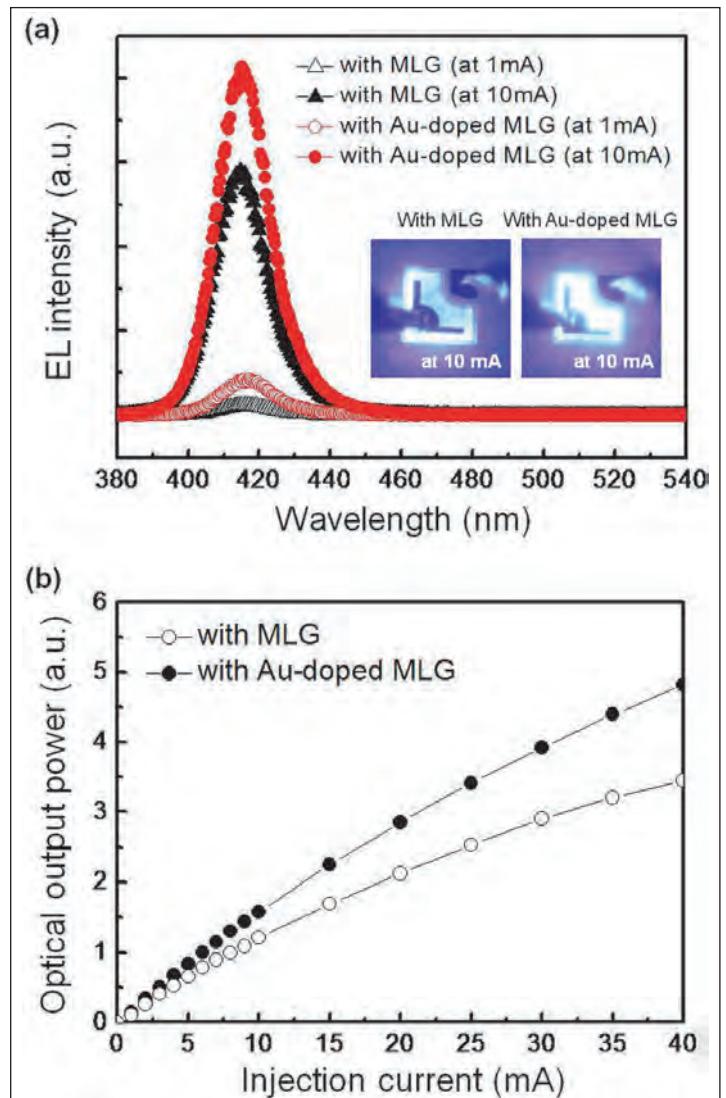 (a)
with MLG (at 1mA)
with MLG (at 10mA)
with Au-doped MLG (at 1mA)
with Au-doped MLG (at 10mA)
With MLG With Au-doped MLG
at 10 mA at 10 mA
EL intensity (a.u.)
380 400 420 440 460 480 500 520 540
Wavelength (nm)
(b)
6
5
4
3
2
1
0
with MLG
with Au-doped MLG
Optical output power (a.u.)
0 5 10 15 20 25 30 35 40
Injection current (mA)